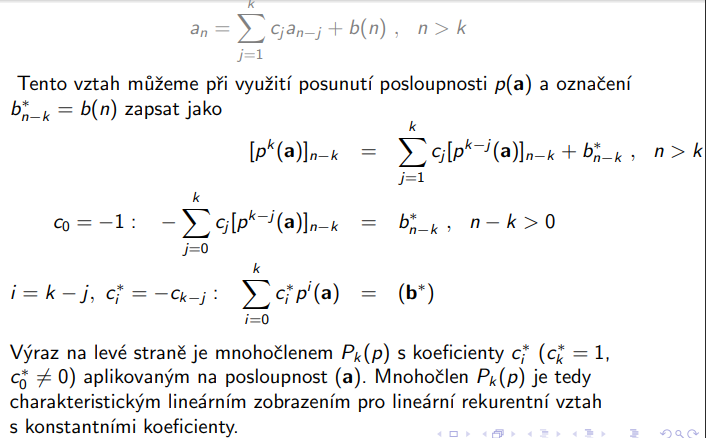 a_n = \sum_{j=1}^{k} c_j a_{n-j} + b(n) , n > k
Tento vztah můžeme při využití posunutí posloupnosti p(a) a označení
b^*_{n-k} = b(n) zapsat jako
[p^k(a)]_{n-k} = \sum_{j=1}^{k} c_j [p^{k-j}(a)]_{n-k} + b^*_{n-k} , n > k
c_0 = −1 : − \sum_{j=0}^{k} c_j [p^{k-j}(a)]_{n-k} = b^*_{n-k} , n − k > 0
i = k − j, c^*_i = −c_{k-j} : \sum_{i=0}^{k} c^*_i p^i(a) = (b^*)
Výraz na levé straně je mnohočlenem P_k(p) s koeficienty c^*_i (c^*_k = 1,
c^*_0 ≠ 0) aplikovaným na posloupnost (a). Mnohočlen P_k(p) je tedy
charakteristickým lineárním zobrazením pro lineární rekurentní vztah
s konstantními koeficienty.